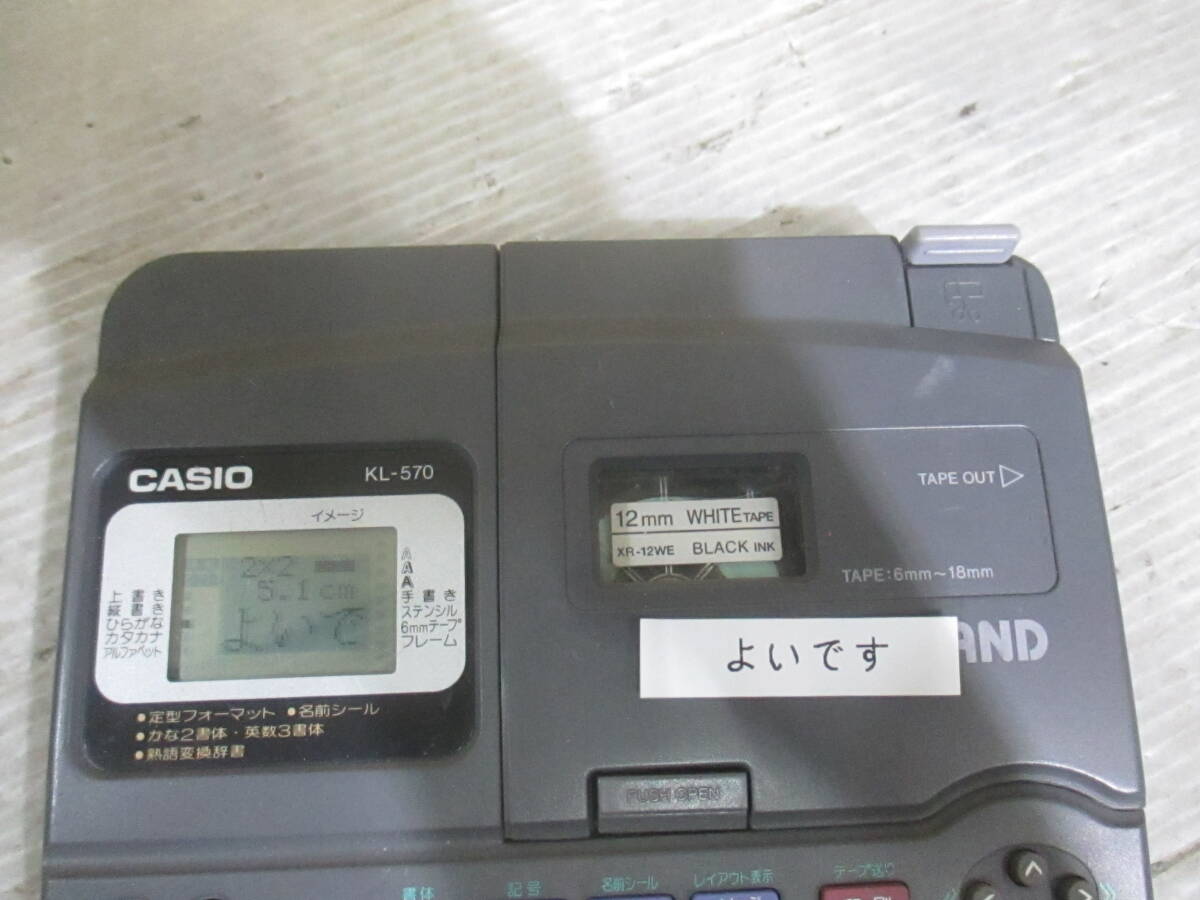 CASIO KL-570
イメージ
2×2
5.1cm
よいで
上書き
縦書き
ひらがな
カタカナ
アルファベット
A
A
A
手書き
ステンシル
6mmテープ
フレーム
●定型フォーマット ●名前シール
●かな2書体・英数3書体
●熟語変換辞書
TAPE OUT
12mm WHITE TAPE
XR-12WE BLACK INK
TAPE:6mm～18mm
よいです
AND
PUSH OPEN
書体 記号 名前シール レイアウト表示 テープ送り